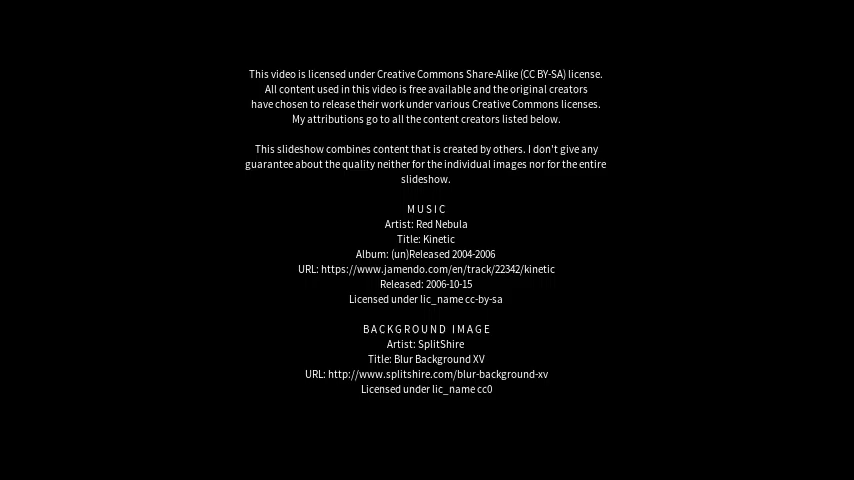 This video is licensed under Creative Commons Share-Alike (CC BY-SA) license.
All content used in this video is free available and the original creators
have chosen to release their work under various Creative Commons licenses.
My attributions go to all the content creators listed below.
This slideshow combines content that is created by others. I don't give any
guarantee about the quality neither for the individual images nor for the entire
slideshow.
MUSIC
Artist: Red Nebula
Title: Kinetic
Album: (un)Released 2004-2006
URL: https://www.jamendo.com/en/track/22342/kinetic
Released: 2006-10-15
Licensed under lic_name cc-by-sa
BACKGROUND IMAGE
Artist: SplitShire
Title: Blur Background XV
URL: http://www.splitshire.com/blur-background-xv
Licensed under lic_name cc0